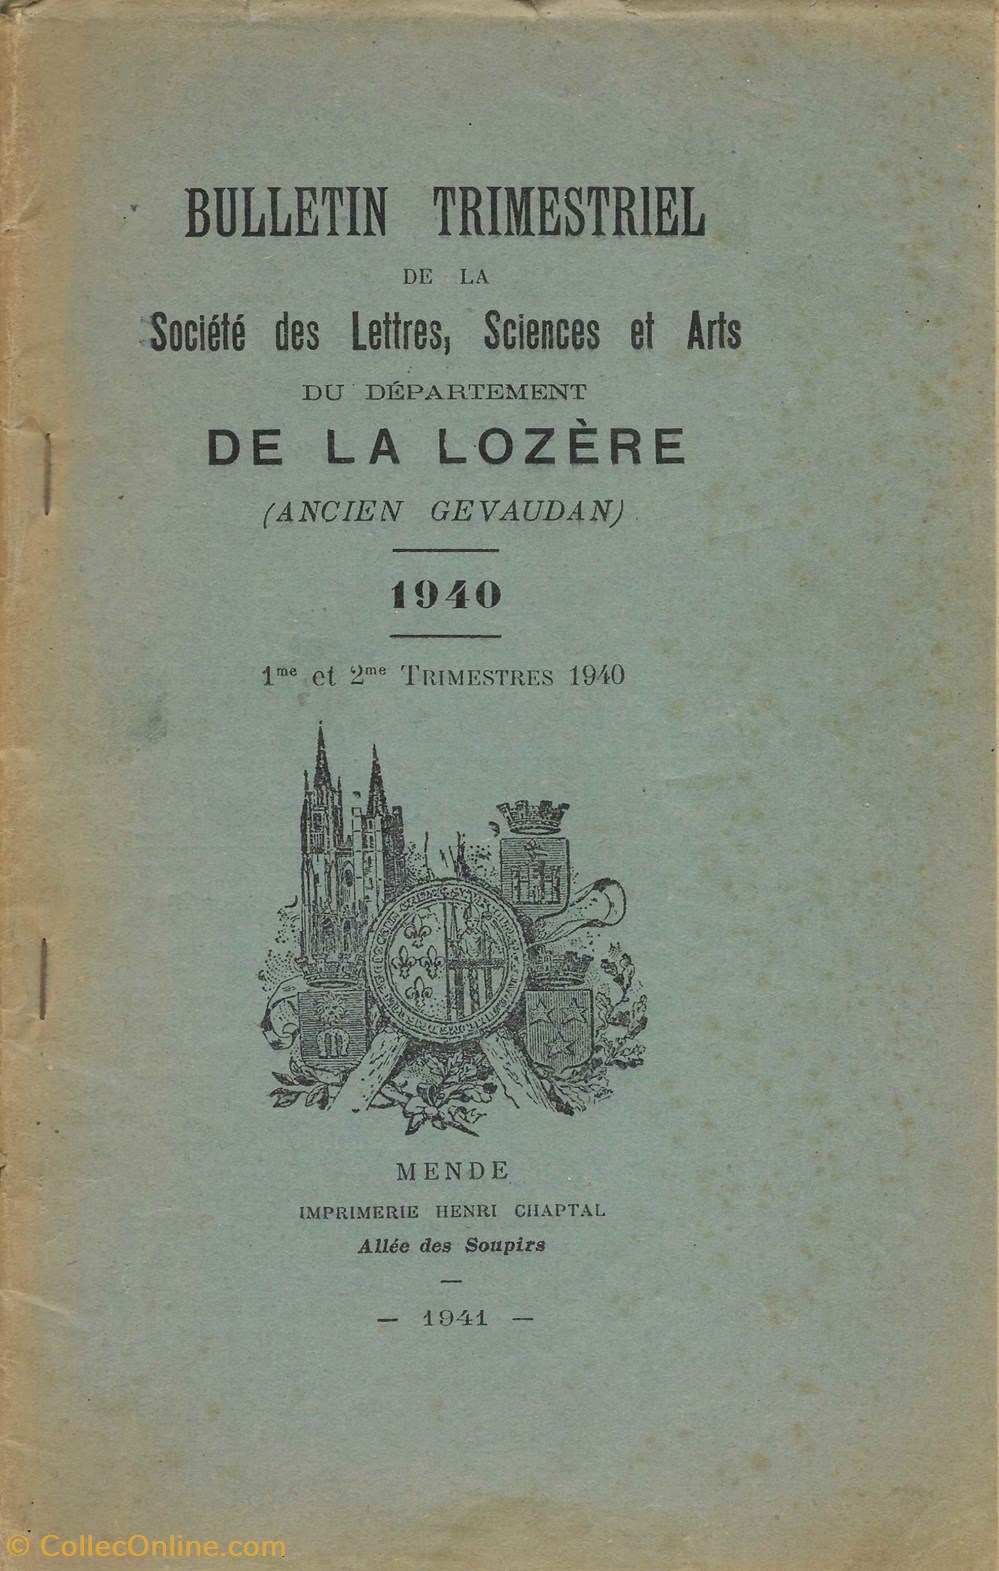 BULLETIN TRIMESTRIEL
DE LA
Société des Lettres, Sciences et Arts
DU DÉPARTEMENT
DE LA LOZÈRE
(ANCIEN GEVAUDAN)
1940
1me et 2me TRIMESTRES 1940
MENDE
IMPRIMERIE HENRI CHAPTAL
Allée des Soupirs
— 1941 —
© CollecOnline.com